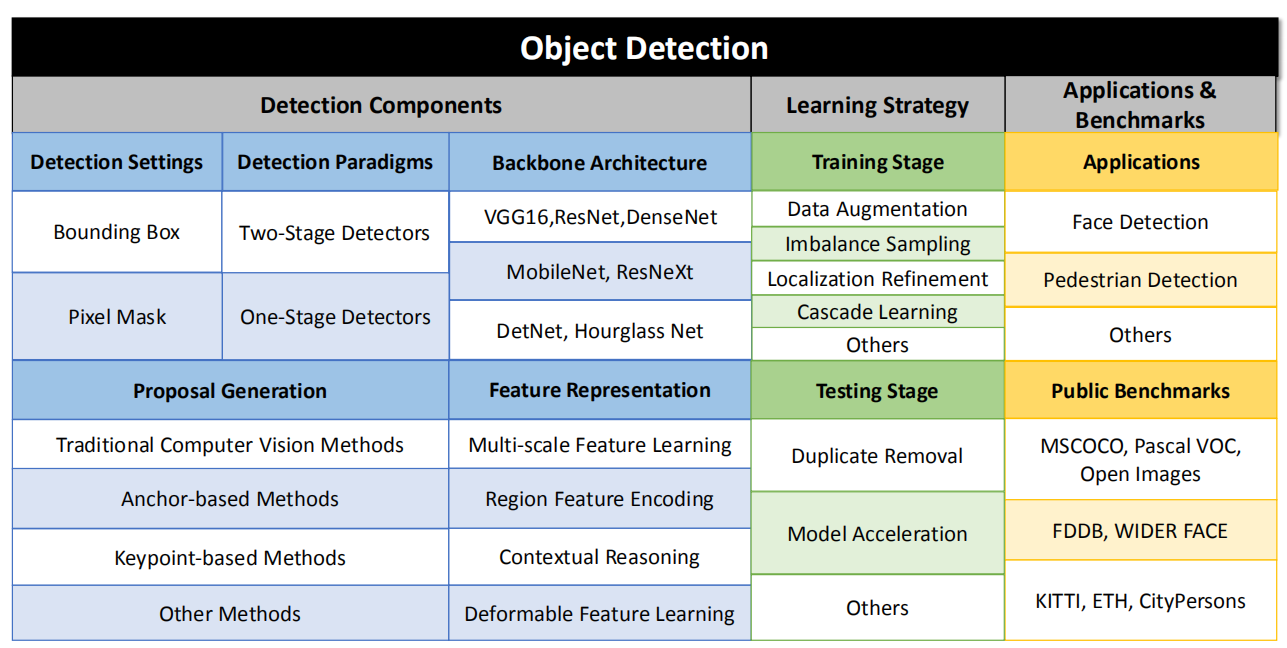 Object Detection
Detection Components
Learning Strategy
Applications &
Benchmarks
Detection Settings
Detection Paradigms
Backbone Architecture
Training Stage
Applications
Bounding Box
Pixel Mask
Two-Stage Detectors
One-Stage Detectors
VGG16,ResNet,DenseNet
MobileNet, ResNeXt
DetNet, Hourglass Net
Data Augmentation
Imbalance Sampling
Localization Refinement
Cascade Learning
Others
Face Detection
Pedestrian Detection
Others
Proposal Generation
Feature Representation
Testing Stage
Public Benchmarks
Traditional Computer Vision Methods
Anchor-based Methods
Keypoint-based Methods
Other Methods
Multi-scale Feature Learning
Region Feature Encoding
Contextual Reasoning
Deformable Feature Learning
Duplicate Removal
Model Acceleration
Others
MSCOCO, Pascal VOC,
Open Images
FDDB, WIDER FACE
KITTI, ETH, CityPersons